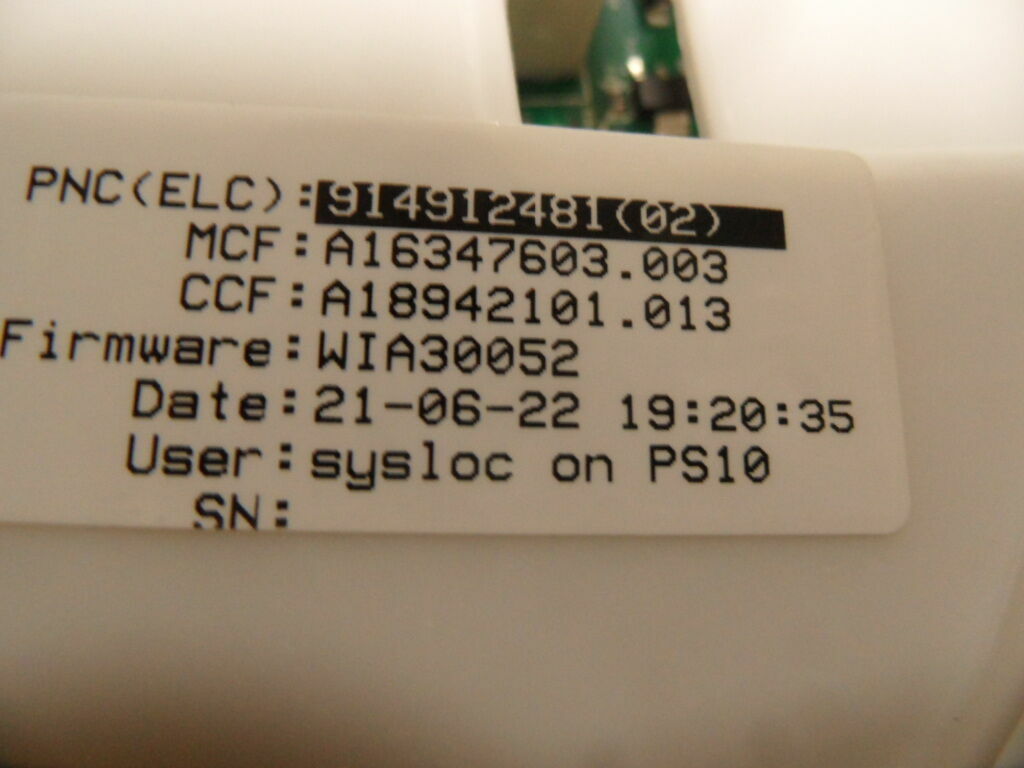 PNC(ELC):914912481(02)
MCF:A16347603.003
CCF:A18942101.013
Firmware:WIA30052
Date:21-06-22 19:20:35
User:sysloc on PS10
SN: